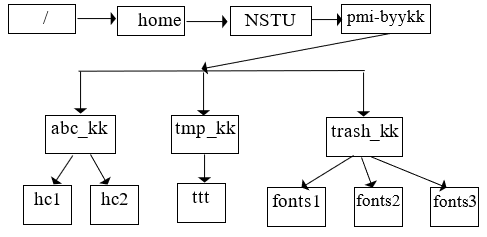 /
home
NSTU
pmi-byykk
abc_kk
tmp_kk
trash_kk
hc1
hc2
ttt
fonts1
fonts2
fonts3